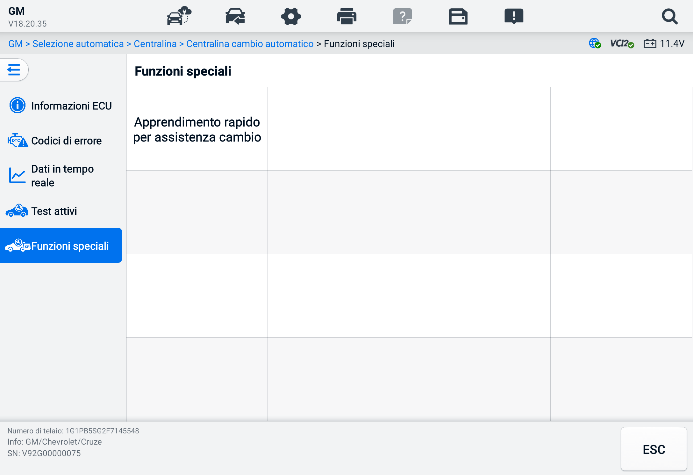 GM
V18.20.35
GM > Selezione automatica > Centralina > Centralina cambio automatico > Funzioni speciali
VCI2
11.4V
Funzioni speciali
Informazioni ECU
Codici di errore
Dati in tempo
reale
Test attivi
Funzioni speciali
Apprendimento rapido
per assistenza cambio
Numero di telaio: 1G1PB5SG2F7145548
Info: GM/Chevrolet/Cruze
SN: V92G00000075
ESC